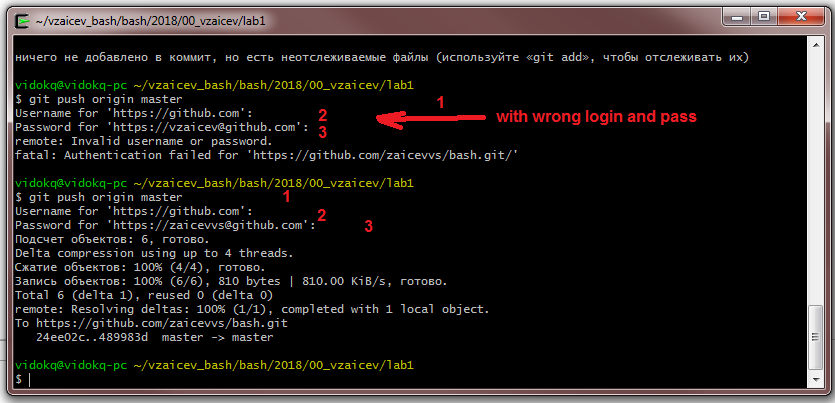 ~/vzaicev_bash/bash/2018/00_vzaicev/lab1
ничего не добавлено в коммит, но есть неотслеживаемые файлы (используйте «git add», чтобы отслеживать их)
vidokq@vidokq-pc ~/vzaicev_bash/bash/2018/00_vzaicev/lab1
$ git push origin master 1
Username for 'https://github.com': 2 with wrong login and pass
Password for 'https://vzaicev@github.com': 3
remote: Invalid username or password.
fatal: Authentication failed for 'https://github.com/zaicevvs/bash.git/'
vidokq@vidokq-pc ~/vzaicev_bash/bash/2018/00_vzaicev/lab1
$ git push origin master 1
Username for 'https://github.com': 2
Password for 'https://zaicevvs@github.com': 3
Подсчет объектов: 6, готово.
Delta compression using up to 4 threads.
Сжатие объектов: 100% (4/4), готово.
Запись объектов: 100% (6/6), 810 bytes | 810.00 KiB/s, готово.
Total 6 (delta 1), reused 0 (delta 0)
remote: Resolving deltas: 100% (1/1), completed with 1 local object.
To https://github.com/zaicevvs/bash.git
24ee02c..489983d master -> master
vidokq@vidokq-pc ~/vzaicev_bash/bash/2018/00_vzaicev/lab1
$